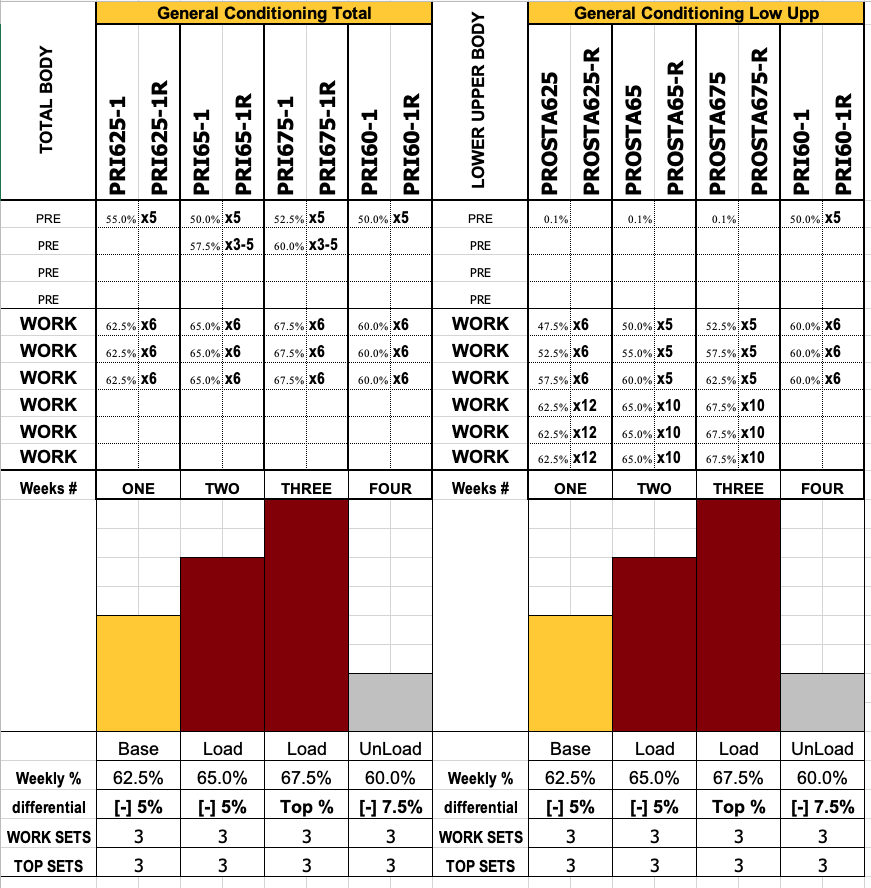 General Conditioning Total General Conditioning Low Upp
TOTAL BODY PRI625-1 PRI625-1R PRI65-1 PRI65-1R PRI675-1 PRI675-1R PRI60-1 PRI60-1R LOWER UPPER BODY PROSTA625 PROSTA625-R PROSTA65 PROSTA65-R PROSTA675 PROSTA675-R PRI60-1 PRI60-1R
PRE 55.0% x5 50.0% x5 52.5% x5 50.0% x5 PRE 0.1% 0.1% 0.1% 50.0% x5
PRE 57.5% x3-5 60.0% x3-5 PRE
PRE PRE
PRE PRE
WORK 62.5% x6 65.0% x6 67.5% x6 60.0% x6 WORK 47.5% x6 50.0% x5 52.5% x5 60.0% x6
WORK 62.5% x6 65.0% x6 67.5% x6 60.0% x6 WORK 52.5% x6 55.0% x5 57.5% x5 60.0% x6
WORK 62.5% x6 65.0% x6 67.5% x6 60.0% x6 WORK 57.5% x6 60.0% x5 62.5% x5 60.0% x6
WORK WORK 62.5% x12 65.0% x10 67.5% x10
WORK WORK 62.5% x12 65.0% x10 67.5% x10
WORK WORK 62.5% x12 65.0% x10 67.5% x10
Weeks # ONE TWO THREE FOUR Weeks # ONE TWO THREE FOUR
Base Load Load UnLoad Base Load Load UnLoad
Weekly % 62.5% 65.0% 67.5% 60.0% Weekly % 62.5% 65.0% 67.5% 60.0%
differential [-] 5% [-] 5% Top % [-] 7.5% differential [-] 5% [-] 5% Top % [-] 7.5%
WORK SETS 3 3 3 3 WORK SETS 3 3 3 3
TOP SETS 3 3 3 3 TOP SETS 3 3 3 3